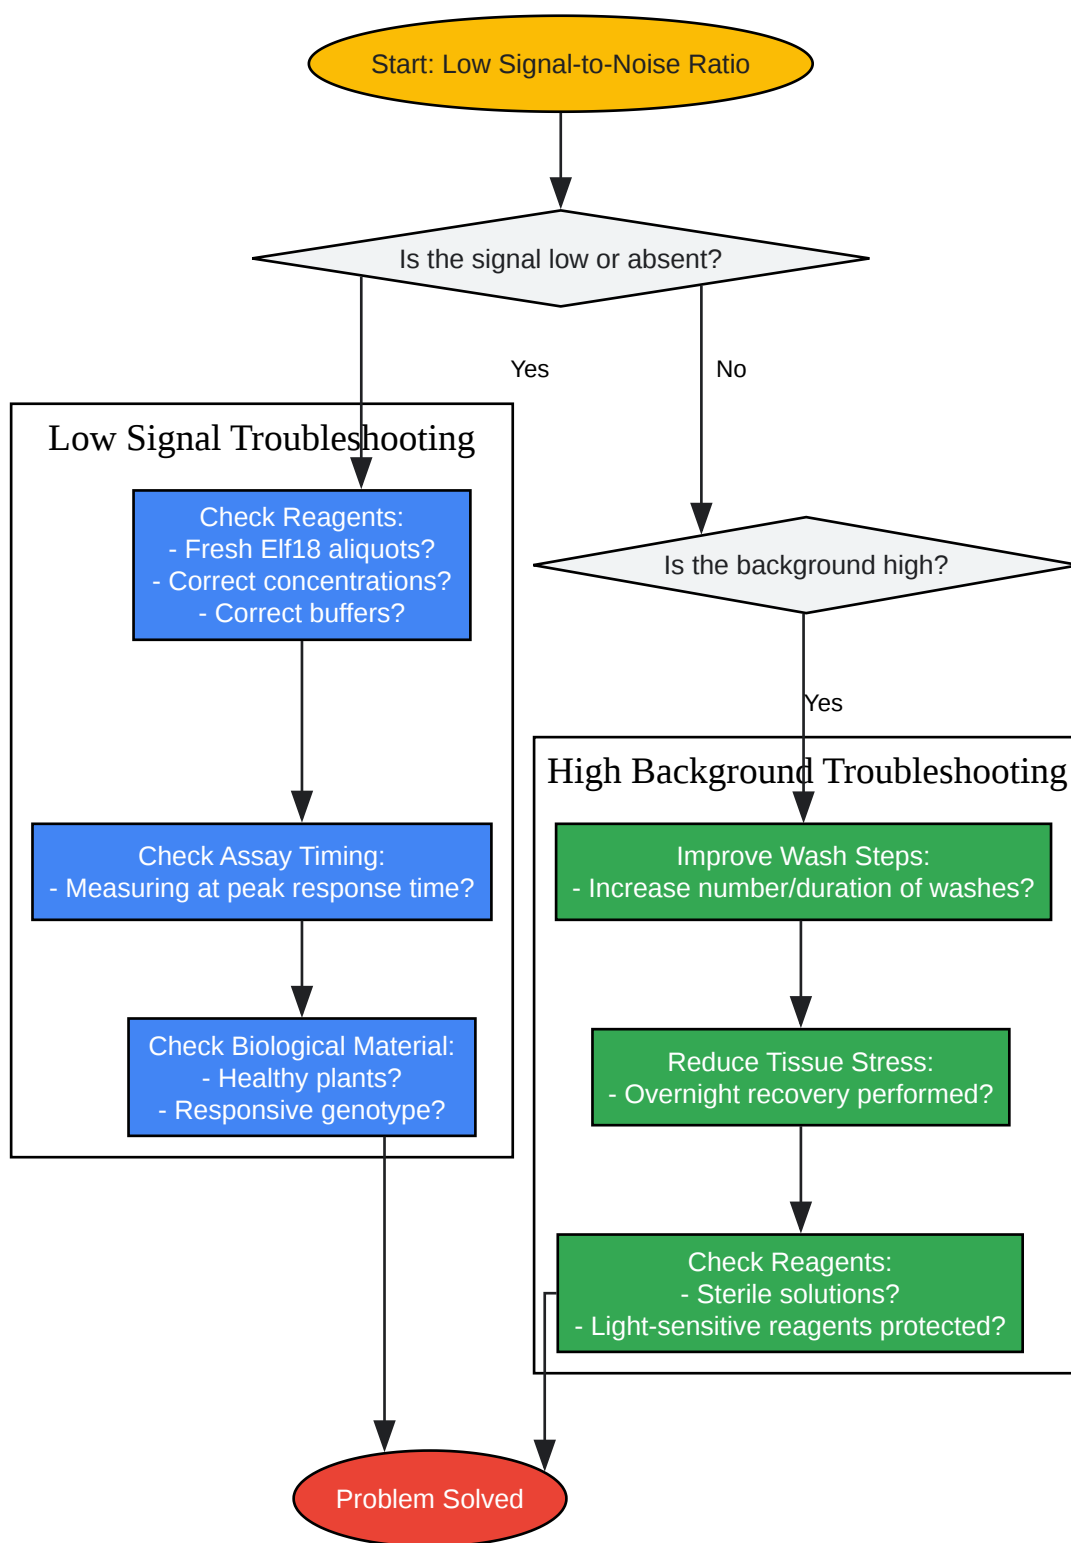 Start: Low Signal-to-Noise Ratio
Is the signal low or absent?
Yes
No
Low Signal Troubleshooting
Check Reagents:
- Fresh Elf18 aliquots?
- Correct concentrations?
- Correct buffers?
Is the background high?
Yes
High Background Troubleshooting
Check Assay Timing:
- Measuring at peak response time?
Improve Wash Steps:
- Increase number/duration of washes?
Check Biological Material:
- Healthy plants?
- Responsive genotype?
Reduce Tissue Stress:
- Overnight recovery performed?
Check Reagents:
- Sterile solutions?
- Light-sensitive reagents protected?
Problem Solved